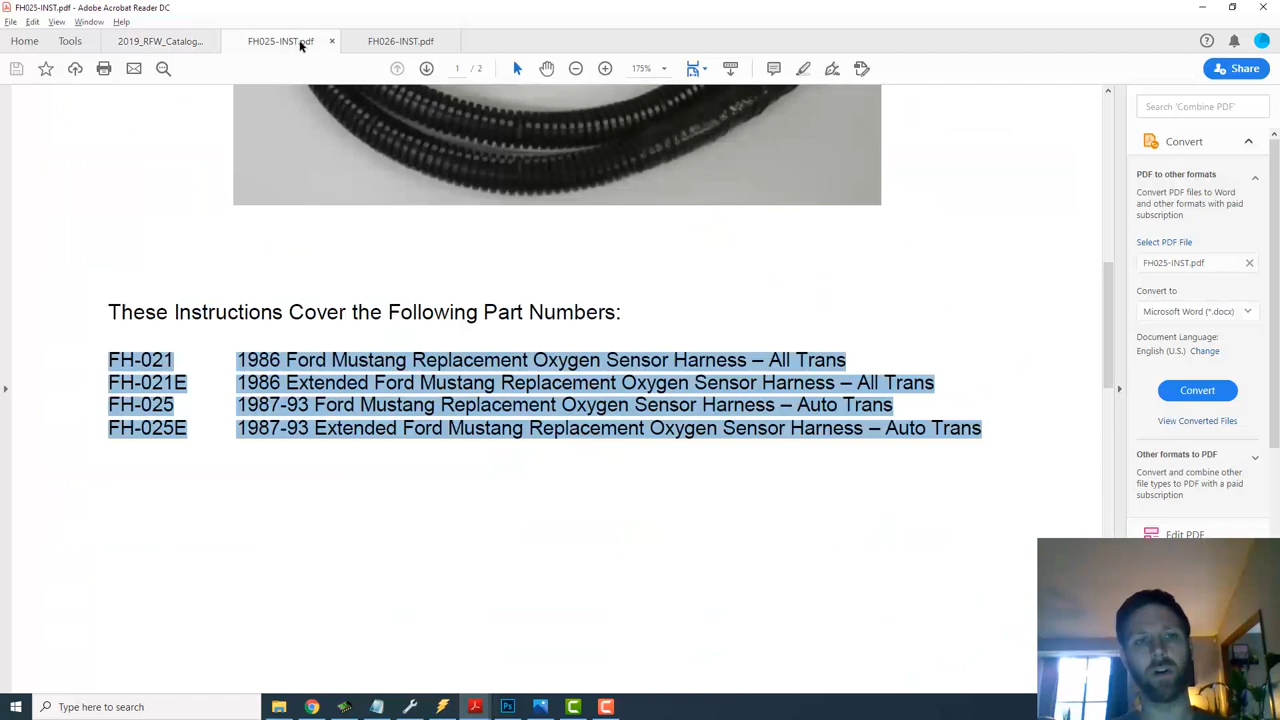 FH025-INST.pdf - Adobe Acrobat Reader DC
File Edit View Window Help
Home Tools 2019_RFW_Catalog... FH025-INST.pdf × FH026-INST.pdf
1 / 2 175% Share
These Instructions Cover the Following Part Numbers:
FH-021 1986 Ford Mustang Replacement Oxygen Sensor Harness – All Trans
FH-021E 1986 Extended Ford Mustang Replacement Oxygen Sensor Harness – All Trans
FH-025 1987-93 Ford Mustang Replacement Oxygen Sensor Harness – Auto Trans
FH-025E 1987-93 Extended Ford Mustang Replacement Oxygen Sensor Harness – Auto Trans
Search 'Combine PDF'
Convert
PDF to other formats
Convert PDF files to Word
and other formats with paid
subscription
Select PDF File
FH025-INST.pdf
Convert to
Microsoft Word (*.docx)
Document Language:
English (U.S.) Change
Convert
View Converted Files
Other formats to PDF
Convert and combine other
file types to PDF with a paid
subscription
Edit PDF
Type here to search
Ps